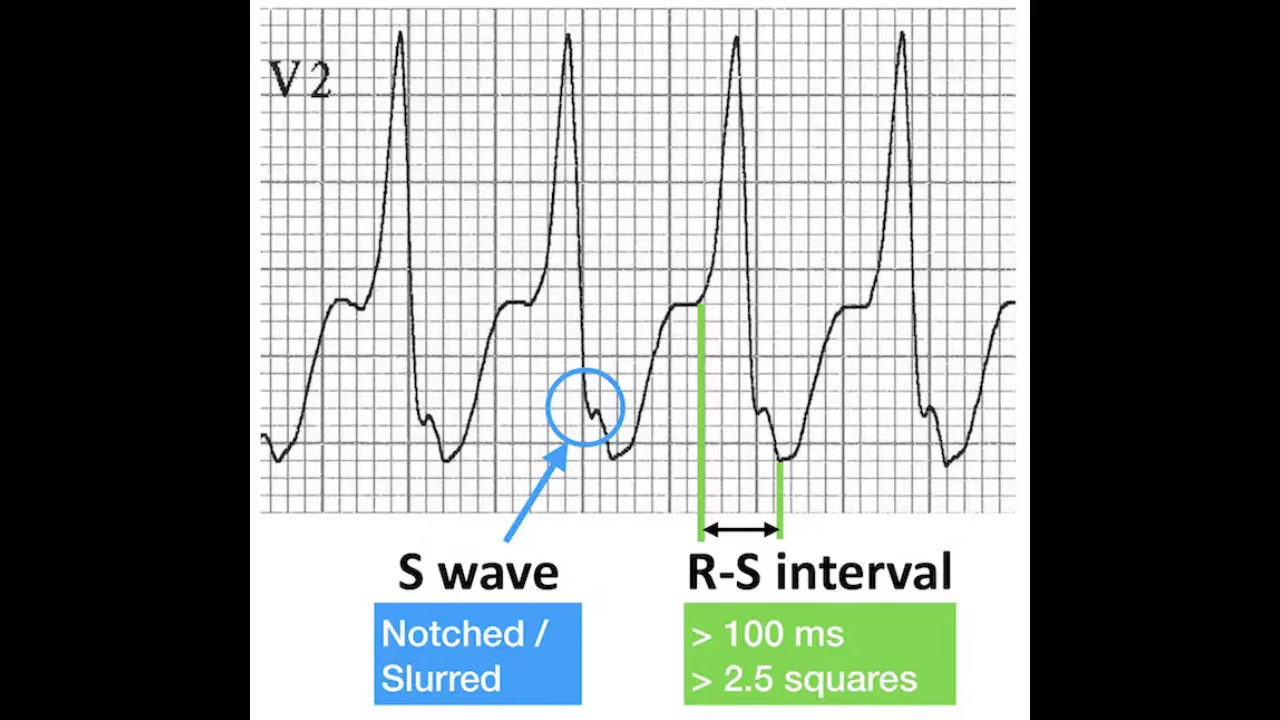 V2
S wave
Notched /
Slurred
R-S interval
> 100 ms
> 2.5 squares